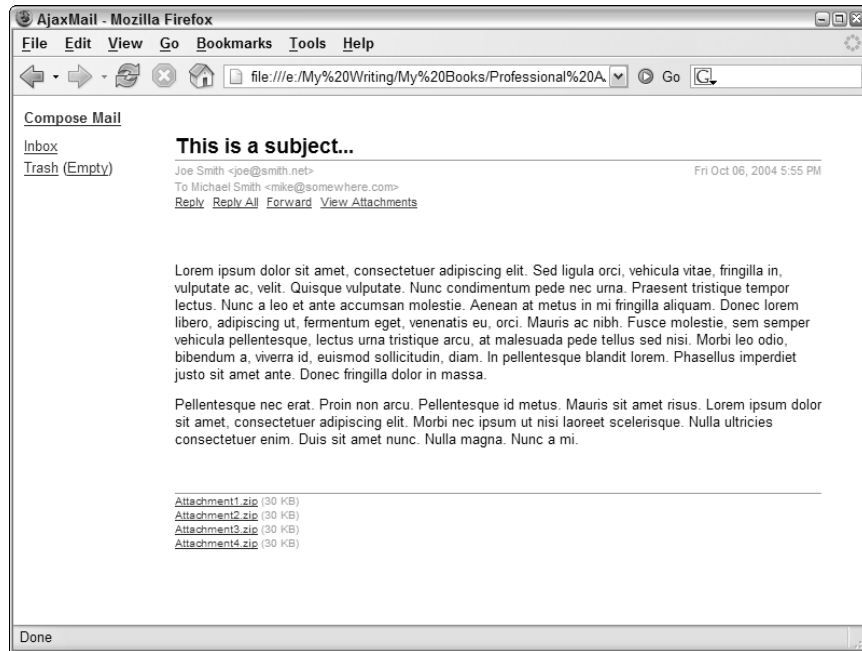 AjaxMail - Mozilla Firefox
File Edit View Go Bookmarks Tools Help
file:///e:/My%20Writing/My%20Books/Professional%20A Go G
Compose Mail
Inbox
Trash (Empty)
This is a subject...
Joe Smith <joe@smith.net> Fri Oct 06, 2004 5:55 PM
To Michael Smith <mike@somewhere.com>
Reply Reply All Forward View Attachments
Lorem ipsum dolor sit amet, consectetuer adipiscing elit. Sed ligula orci, vehicula vitae, fringilla in,
vulputate ac, velit. Quisque vulputate. Nunc condimentum pede nec urna. Praesent tristique tempor
lectus. Nunc a leo et ante accumsan molestie. Aenean at metus in mi fringilla aliquam. Donec lorem
libero, adipiscing ut, fermentum eget, venenatis eu, orci. Mauris ac nibh. Fusce molestie, sem semper
vehicula pellentesque, lectus urna tristique arcu, at malesuada pede tellus sed nisi. Morbi leo odio,
bibendum a, viverra id, euismod sollicitudin, diam. In pellentesque blandit lorem. Phasellus imperdiet
justo sit amet ante. Donec fringilla dolor in massa.
Pellentesque nec erat. Proin non arcu. Pellentesque id metus. Mauris sit amet risus. Lorem ipsum dolor
sit amet, consectetuer adipiscing elit. Morbi nec ipsum ut nisi laoreet scelerisque. Nulla ultricies
consectetuer enim. Duis sit amet nunc. Nulla magna. Nunc a mi.
Attachment1.zip (30 KB)
Attachment2.zip (30 KB)
Attachment3.zip (30 KB)
Attachment4.zip (30 KB)
Done